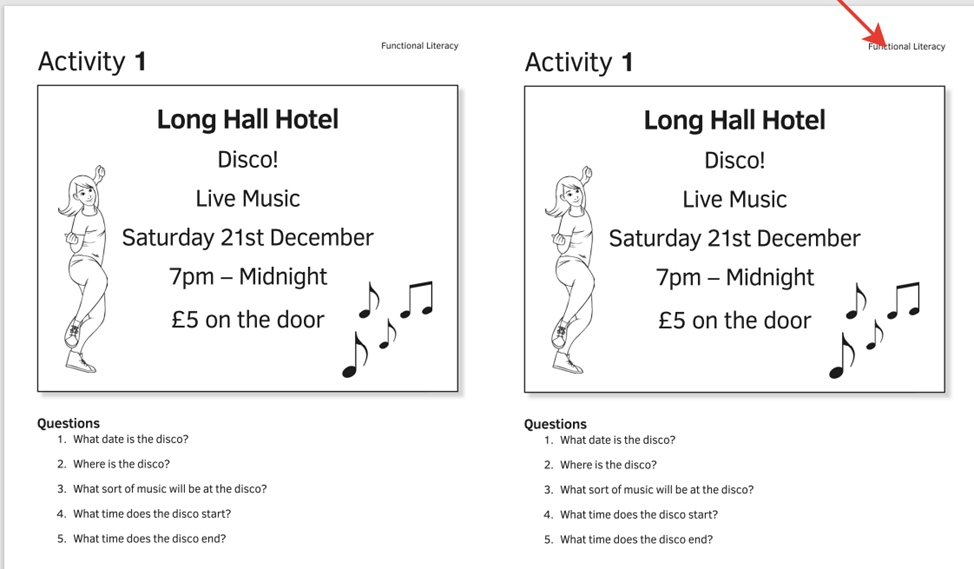 Functional Literacy
Activity 1
Long Hall Hotel
Disco!
Live Music
Saturday 21st December
7pm – Midnight
£5 on the door
Questions
1. What date is the disco?
2. Where is the disco?
3. What sort of music will be at the disco?
4. What time does the disco start?
5. What time does the disco end?
Functional Literacy
Activity 1
Long Hall Hotel
Disco!
Live Music
Saturday 21st December
7pm – Midnight
£5 on the door
Questions
1. What date is the disco?
2. Where is the disco?
3. What sort of music will be at the disco?
4. What time does the disco start?
5. What time does the disco end?